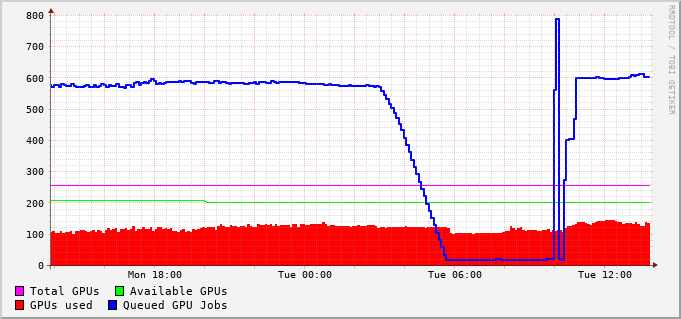 800
700
600
500
400
300
200
100
0
Mon 18:00 Tue 00:00 Tue 06:00 Tue 12:00
Total GPUs Available GPUs
GPUs used Queued GPU Jobs
RRDTOOL / TOBI OETIKER